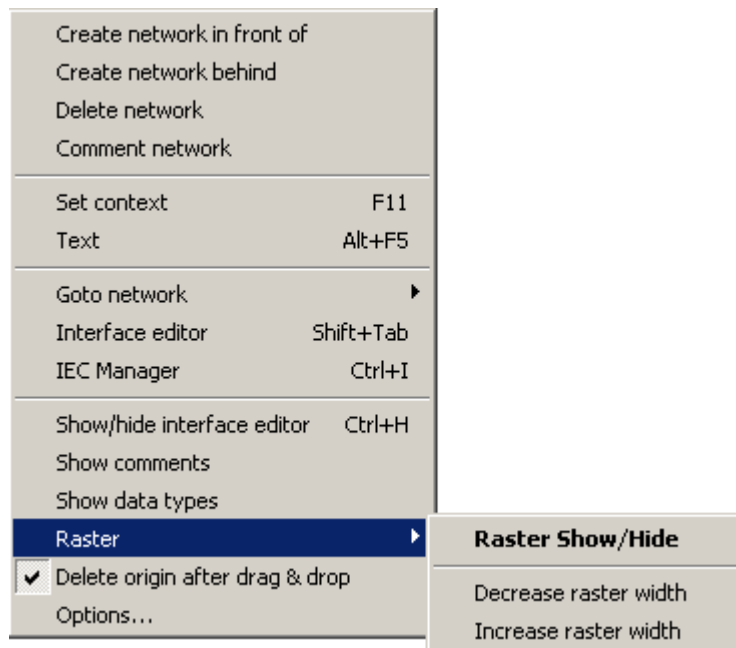 Create network in front of
Create network behind
Delete network
Comment network
Set context F11
Text Alt+F5
Goto network
Interface editor Shift+Tab
IEC Manager Ctrl+I
Show/hide interface editor Ctrl+H
Show comments
Show data types
Raster
Raster Show/Hide
Delete origin after drag & drop
Decrease raster width
Options...
Increase raster width